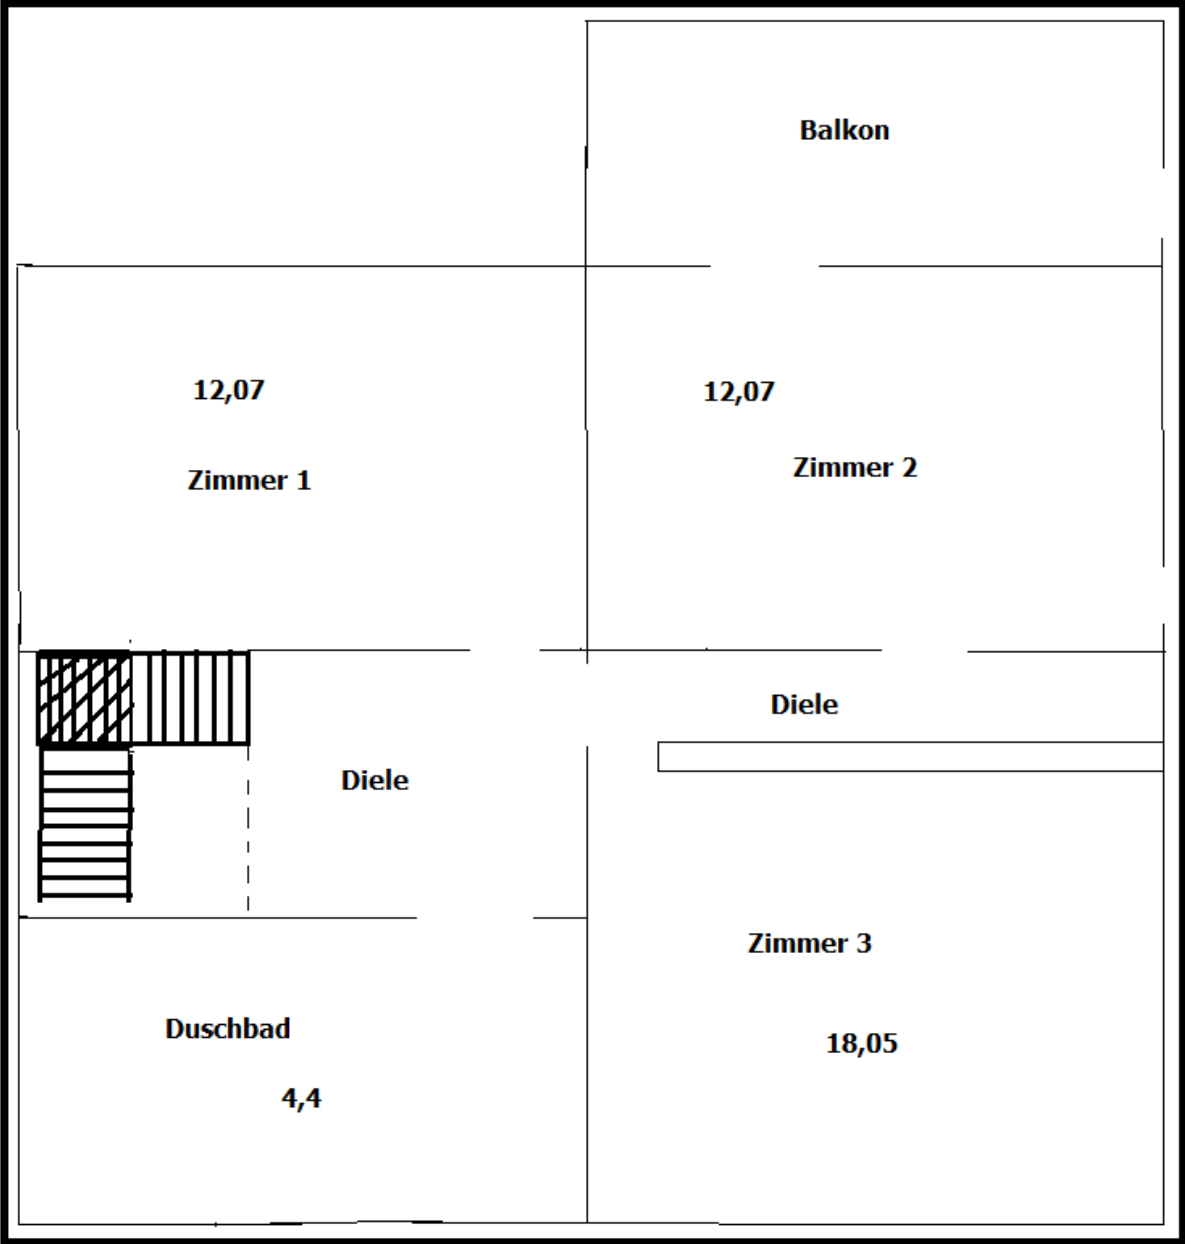 Balkon
12,07
12,07
Zimmer 1
Zimmer 2
Diele
Diele
Zimmer 3
Duschbad
18,05
4,4